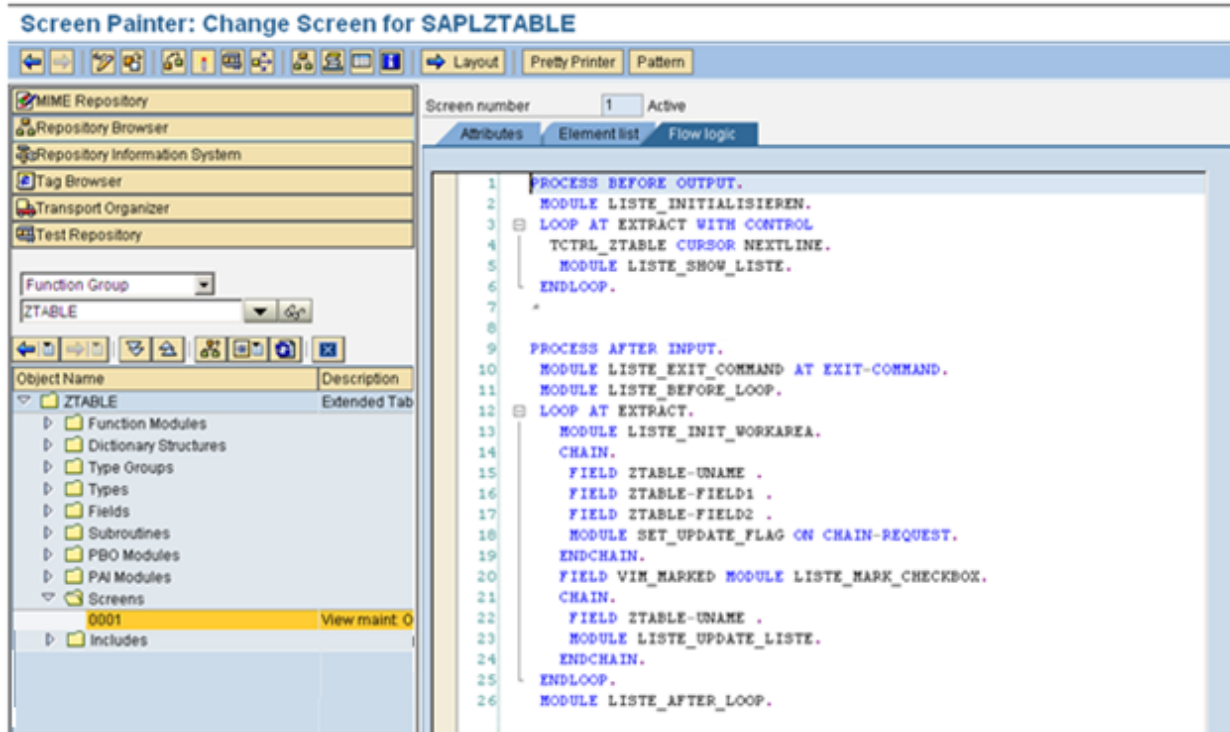 Screen Painter: Change Screen for SAPLZTABLE
Layout Pretty Printer Pattern
MIME Repository
Repository Browser
Repository Information System
Tag Browser
Transport Organizer
Test Repository
Function Group
ZTABLE
Object Name Description
ZTABLE Extended Tab
Function Modules
Dictionary Structures
Type Groups
Types
Fields
Subroutines
PBO Modules
PAI Modules
Screens
0001 View maint: O
Includes
Screen number 1 Active
Attributes Element list Flow logic
1 PROCESS BEFORE OUTPUT.
2 MODULE LISTE_INITIALISIEREN.
3 LOOP AT EXTRACT WITH CONTROL
4 TCTRL_ZTABLE CURSOR NEXTLINE.
5 MODULE LISTE_SHOW_LISTE.
6 ENDLOOP.
7 *
8
9 PROCESS AFTER INPUT.
10 MODULE LISTE_EXIT_COMMAND AT EXIT-COMMAND.
11 MODULE LISTE_BEFORE_LOOP.
12 LOOP AT EXTRACT.
13 MODULE LISTE_INIT_WORKAREA.
14 CHAIN.
15 FIELD ZTABLE-UNAME .
16 FIELD ZTABLE-FIELD1 .
17 FIELD ZTABLE-FIELD2 .
18 MODULE SET_UPDATE_FLAG ON CHAIN-REQUEST.
19 ENDCHAIN.
20 FIELD VIM_MARKED MODULE LISTE_MARK_CHECKBOX.
21 CHAIN.
22 FIELD ZTABLE-UNAME .
23 MODULE LISTE_UPDATE_LISTE.
24 ENDCHAIN.
25 ENDLOOP.
26 MODULE LISTE_AFTER_LOOP.